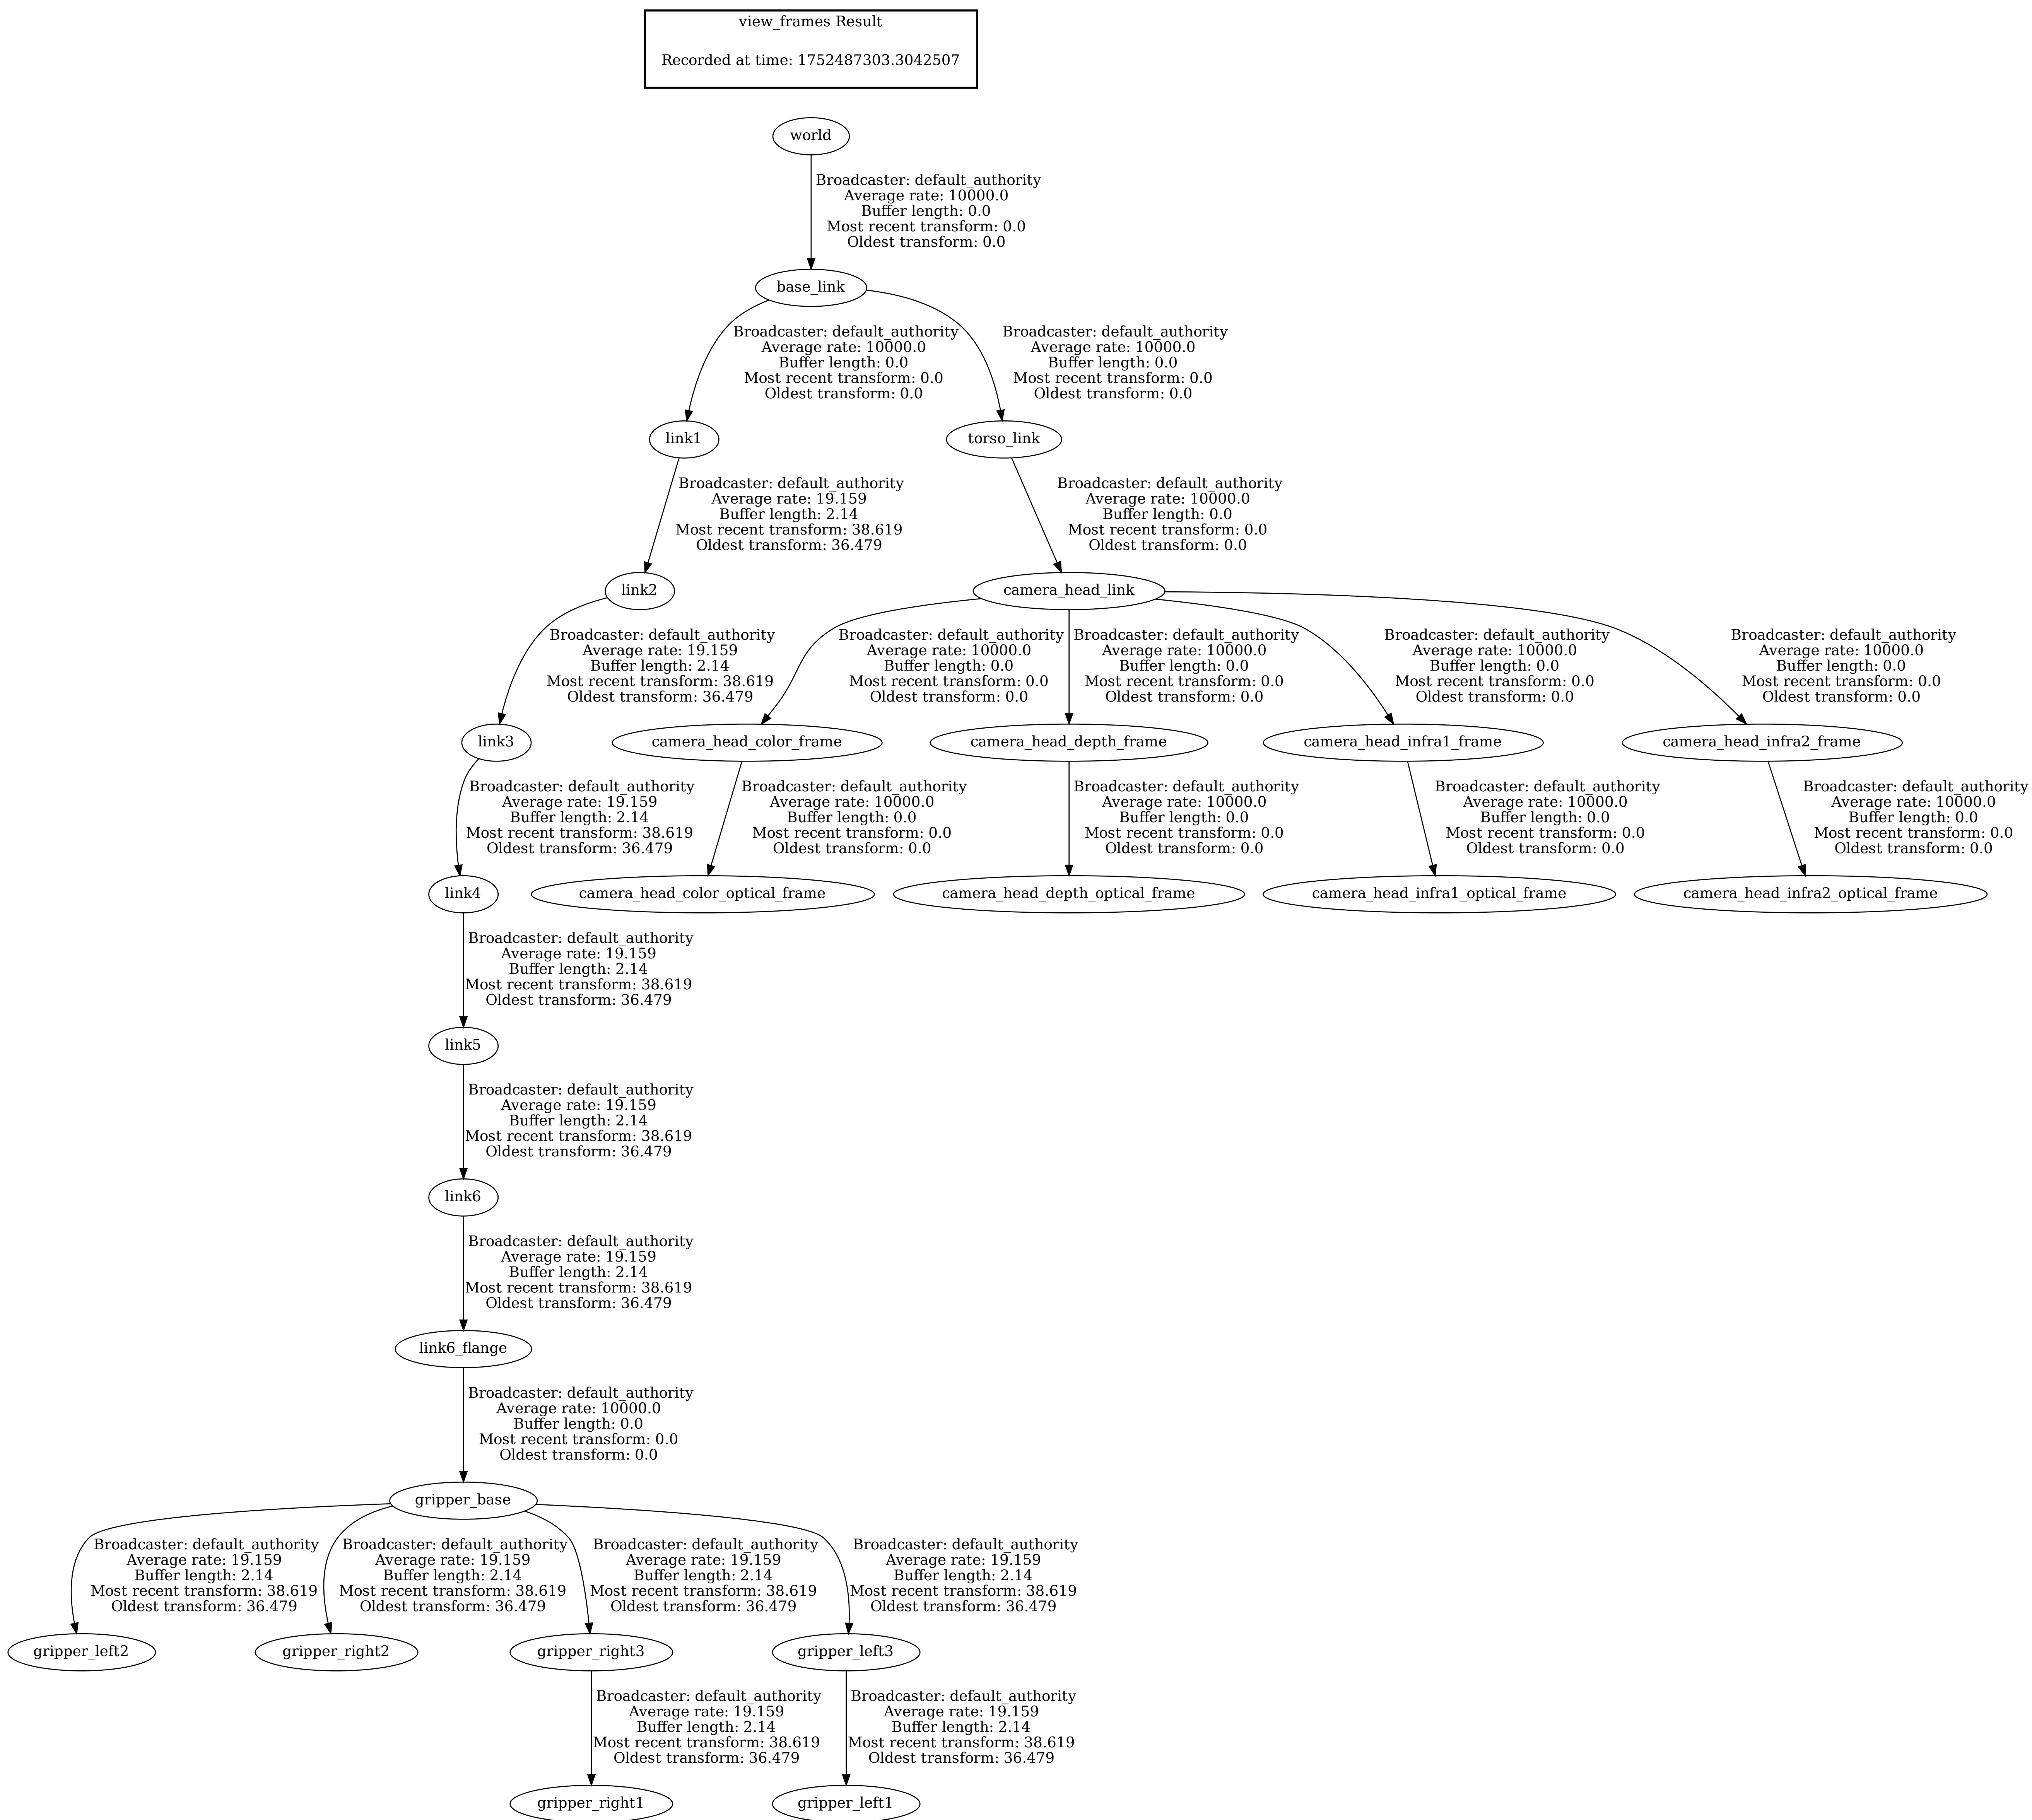 view_frames Result
Recorded at time: 1752487303.3042507
world
Broadcaster: default_authority
Average rate: 10000.0
Buffer length: 0.0
Most recent transform: 0.0
Oldest transform: 0.0
base_link
Broadcaster: default_authority
Average rate: 10000.0
Buffer length: 0.0
Most recent transform: 0.0
Oldest transform: 0.0
Broadcaster: default_authority
Average rate: 10000.0
Buffer length: 0.0
Most recent transform: 0.0
Oldest transform: 0.0
link1
torso_link
Broadcaster: default_authority
Average rate: 19.159
Buffer length: 2.14
Most recent transform: 38.619
Oldest transform: 36.479
Broadcaster: default_authority
Average rate: 10000.0
Buffer length: 0.0
Most recent transform: 0.0
Oldest transform: 0.0
link2
camera_head_link
Broadcaster: default_authority
Average rate: 19.159
Buffer length: 2.14
Most recent transform: 38.619
Oldest transform: 36.479
Broadcaster: default_authority
Average rate: 10000.0
Buffer length: 0.0
Most recent transform: 0.0
Oldest transform: 0.0
Broadcaster: default_authority
Average rate: 10000.0
Buffer length: 0.0
Most recent transform: 0.0
Oldest transform: 0.0
Broadcaster: default_authority
Average rate: 10000.0
Buffer length: 0.0
Most recent transform: 0.0
Oldest transform: 0.0
Broadcaster: default_authority
Average rate: 10000.0
Buffer length: 0.0
Most recent transform: 0.0
Oldest transform: 0.0
link3
camera_head_color_frame
camera_head_depth_frame
camera_head_infra1_frame
camera_head_infra2_frame
Broadcaster: default_authority
Average rate: 19.159
Buffer length: 2.14
Most recent transform: 38.619
Oldest transform: 36.479
Broadcaster: default_authority
Average rate: 10000.0
Buffer length: 0.0
Most recent transform: 0.0
Oldest transform: 0.0
Broadcaster: default_authority
Average rate: 10000.0
Buffer length: 0.0
Most recent transform: 0.0
Oldest transform: 0.0
Broadcaster: default_authority
Average rate: 10000.0
Buffer length: 0.0
Most recent transform: 0.0
Oldest transform: 0.0
Broadcaster: default_authority
Average rate: 10000.0
Buffer length: 0.0
Most recent transform: 0.0
Oldest transform: 0.0
link4
camera_head_color_optical_frame
camera_head_depth_optical_frame
camera_head_infra1_optical_frame
camera_head_infra2_optical_frame
Broadcaster: default_authority
Average rate: 19.159
Buffer length: 2.14
Most recent transform: 38.619
Oldest transform: 36.479
link5
Broadcaster: default_authority
Average rate: 19.159
Buffer length: 2.14
Most recent transform: 38.619
Oldest transform: 36.479
link6
Broadcaster: default_authority
Average rate: 19.159
Buffer length: 2.14
Most recent transform: 38.619
Oldest transform: 36.479
link6_flange
Broadcaster: default_authority
Average rate: 10000.0
Buffer length: 0.0
Most recent transform: 0.0
Oldest transform: 0.0
gripper_base
Broadcaster: default_authority
Average rate: 19.159
Buffer length: 2.14
Most recent transform: 38.619
Oldest transform: 36.479
Broadcaster: default_authority
Average rate: 19.159
Buffer length: 2.14
Most recent transform: 38.619
Oldest transform: 36.479
Broadcaster: default_authority
Average rate: 19.159
Buffer length: 2.14
Most recent transform: 38.619
Oldest transform: 36.479
Broadcaster: default_authority
Average rate: 19.159
Buffer length: 2.14
Most recent transform: 38.619
Oldest transform: 36.479
gripper_left2
gripper_right2
gripper_right3
gripper_left3
Broadcaster: default_authority
Average rate: 19.159
Buffer length: 2.14
Most recent transform: 38.619
Oldest transform: 36.479
Broadcaster: default_authority
Average rate: 19.159
Buffer length: 2.14
Most recent transform: 38.619
Oldest transform: 36.479
gripper_right1
gripper_left1